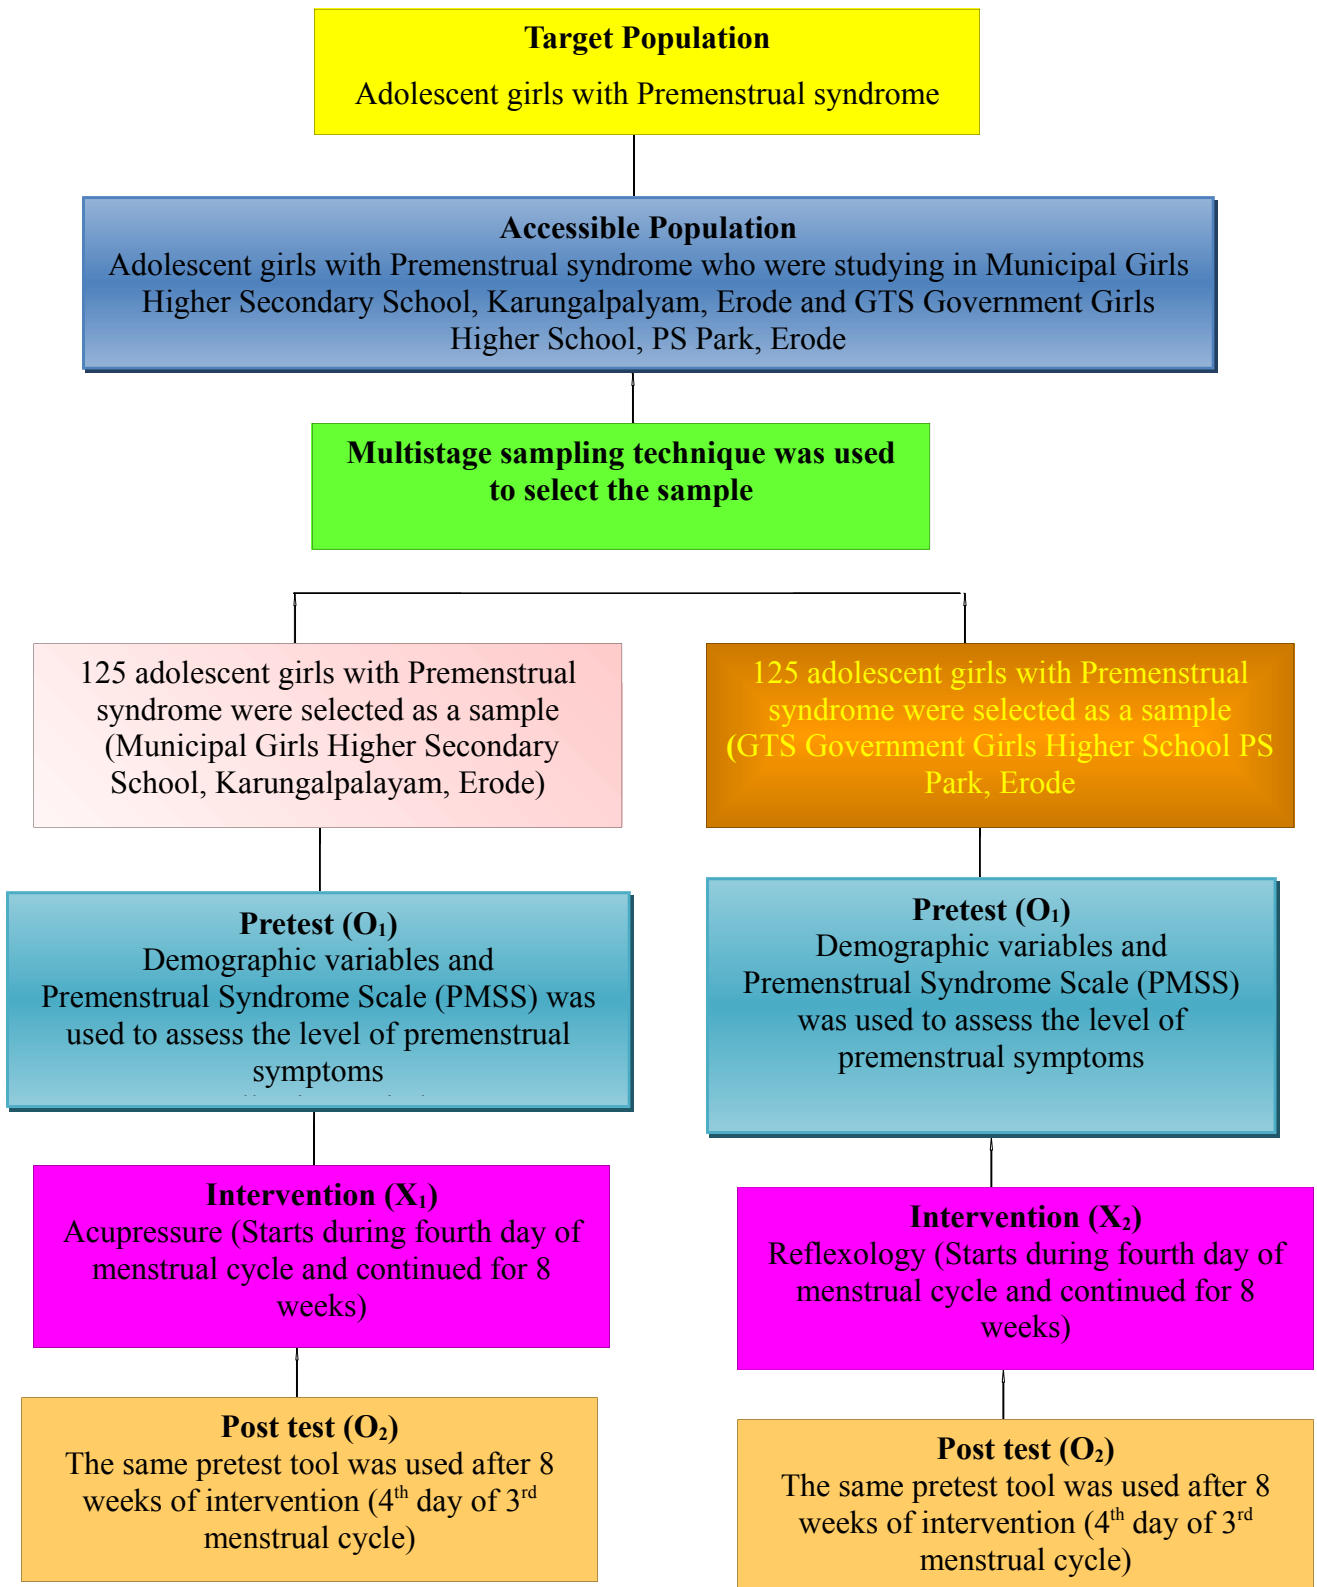 Target Population
Adolescent girls with Premenstrual syndrome
Accessible Population
Adolescent girls with Premenstrual syndrome who were studying in Municipal Girls
Higher Secondary School, Karungalpalyam, Erode and GTS Government Girls
Higher School, PS Park, Erode
Multistage sampling technique was used
to select the sample
125 adolescent girls with Premenstrual
syndrome were selected as a sample
(Municipal Girls Higher Secondary
School, Karungalpalayam, Erode)
125 adolescent girls with Premenstrual
syndrome were selected as a sample
(GTS Government Girls Higher School PS
Park, Erode
Pretest (O₁)
Demographic variables and
Premenstrual Syndrome Scale (PMSS) was
used to assess the level of premenstrual
symptoms
Pretest (O₁)
Demographic variables and
Premenstrual Syndrome Scale (PMSS)
was used to assess the level of
premenstrual symptoms
Intervention (X₁)
Acupressure (Starts during fourth day of
menstrual cycle and continued for 8
weeks)
Intervention (X₂)
Reflexology (Starts during fourth day of
menstrual cycle and continued for 8
weeks)
Post test (O₂)
The same pretest tool was used after 8
weeks of intervention (4th day of 3rd
menstrual cycle)
Post test (O₂)
The same pretest tool was used after 8
weeks of intervention (4th day of 3rd
menstrual cycle)